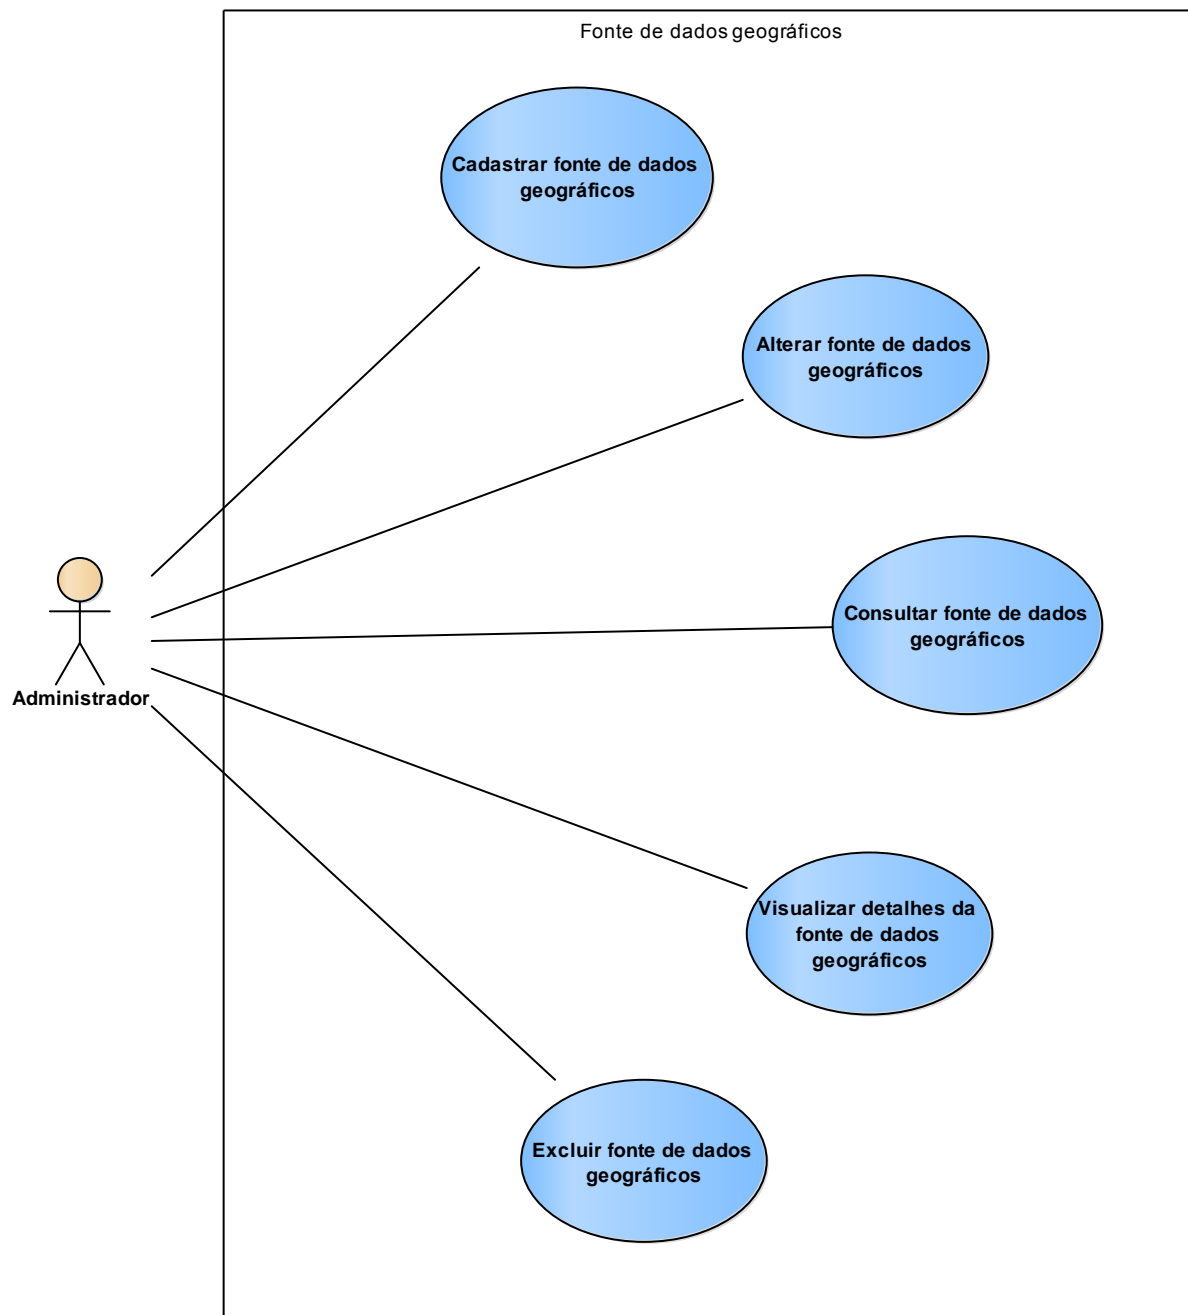 Fonte de dados geográficos
Cadastrar fonte de dados
geográficos
Alterar fonte de dados
geográficos
Consultar fonte de dados
geográficos
Administrador
Visualizar detalhes da
fonte de dados
geográficos
Excluir fonte de dados
geográficos